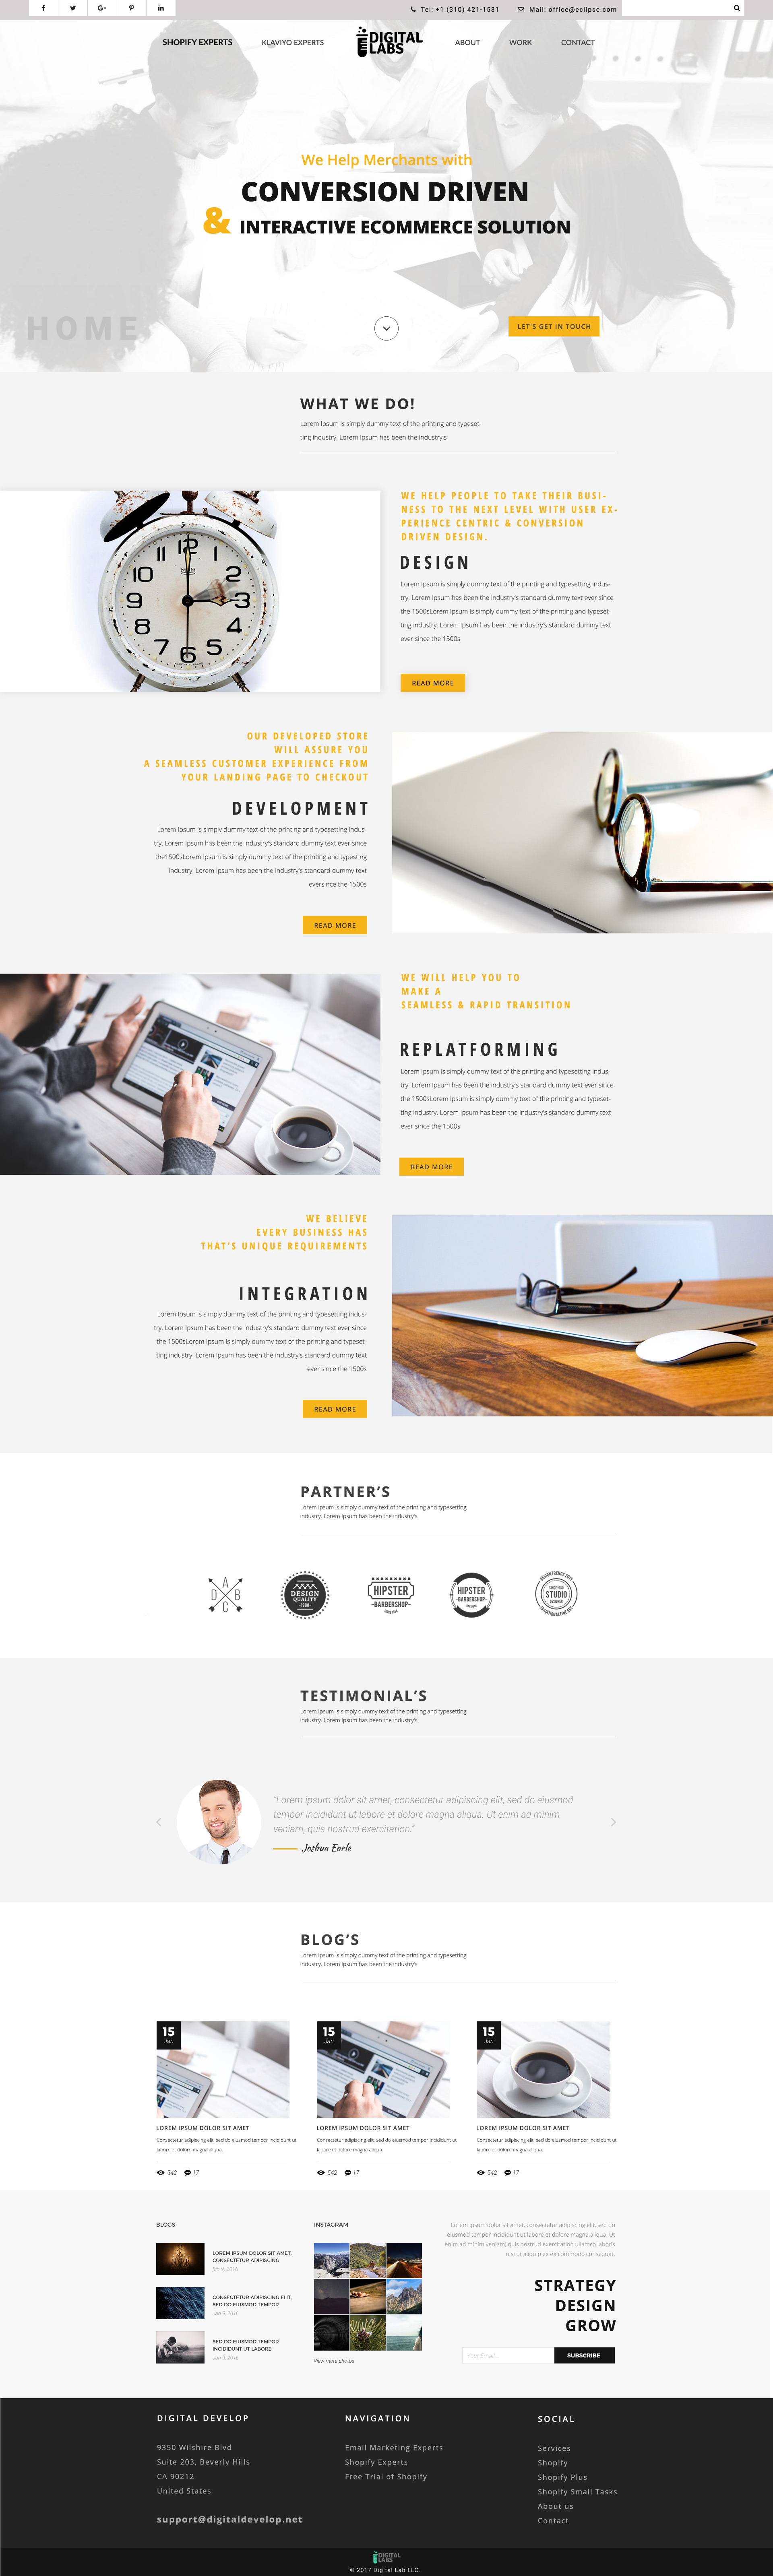 Tel: +1 (310) 421-1531
Mail: office@eclipse.com
SHOPIFY EXPERTS
KLAVIYO EXPERTS
DIGITAL
LABS
ABOUT
WORK
CONTACT
We Help Merchants with
CONVERSION DRIVEN
& INTERACTIVE ECOMMERCE SOLUTION
HOME
LET'S GET IN TOUCH
WHAT WE DO!
Lorem Ipsum is simply dummy text of the printing and typeset-
ting industry. Lorem Ipsum has been the industry's
WE HELP PEOPLE TO TAKE THEIR BUSI-
NESS TO THE NEXT LEVEL WITH USER EX-
PERIENCE CENTRIC & CONVERSION
DRIVEN DESIGN.
DESIGN
Lorem Ipsum is simply dummy text of the printing and typesetting indus-
try. Lorem Ipsum has been the industry's standard dummy text ever since
the 1500sLorem Ipsum is simply dummy text of the printing and typeset-
ting industry. Lorem Ipsum has been the industry's standard dummy text
ever since the 1500s
READ MORE
OUR DEVELOPED STORE
WILL ASSURE YOU
A SEAMLESS CUSTOMER EXPERIENCE FROM
YOUR LANDING PAGE TO CHECKOUT
DEVELOPMENT
Lorem Ipsum is simply dummy text of the printing and typesetting indus-
try. Lorem Ipsum has been the industry's standard dummy text ever since
the1500sLorem Ipsum is simply dummy text of the printing and typesting
industry. Lorem Ipsum has been the industry's standard dummy text
eversince the 1500s
READ MORE
WE WILL HELP YOU TO
MAKE A
SEAMLESS & RAPID TRANSITION
REPLATFORMING
Lorem Ipsum is simply dummy text of the printing and typesetting indus-
try. Lorem Ipsum has been the industry's standard dummy text ever since
the 1500sLorem Ipsum is simply dummy text of the printing and typeset-
ting industry. Lorem Ipsum has been the industry's standard dummy text
ever since the 1500s
READ MORE
WE BELIEVE
EVERY BUSINESS HAS
THAT'S UNIQUE REQUIREMENTS
INTEGRATION
Lorem Ipsum is simply dummy text of the printing and typesetting indus-
try. Lorem Ipsum has been the industry's standard dummy text ever since
the 1500sLorem Ipsum is simply dummy text of the printing and typeset-
ting industry. Lorem Ipsum has been the industry's standard dummy text
ever since the 1500s
READ MORE
PARTNER'S
Lorem Ipsum is simply dummy text of the printing and typesetting
industry. Lorem Ipsum has been the industry's
A
D B
C
DESIGN
QUALITY
1980
HIPSTER
BARBERSHOP
HIPSTER
BARBERSHOP
STUDIO
TESTIMONIAL'S
Lorem Ipsum is simply dummy text of the printing and typesetting
industry. Lorem Ipsum has been the industry's
"Lorem ipsum dolor sit amet, consectetur adipiscing elit, sed do eiusmod
tempor incididunt ut labore et dolore magna aliqua. Ut enim ad minim
veniam, quis nostrud exercitation."
Joshua Earle
BLOG'S
Lorem Ipsum is simply dummy text of the printing and typesetting
industry. Lorem Ipsum has been the industry's
15
Jan
LOREM IPSUM DOLOR SIT AMET
Consectetur adipiscing elit, sed do eiusmod tempor incididunt ut
labore et dolore magna aliqua.
542 17
15
Jan
LOREM IPSUM DOLOR SIT AMET
Consectetur adipiscing elit, sed do eiusmod tempor incididunt ut
labore et dolore magna aliqua.
542 17
15
Jan
LOREM IPSUM DOLOR SIT AMET
Consectetur adipiscing elit, sed do eiusmod tempor incididunt ut
labore et dolore magna aliqua.
542 17
BLOGS
LOREM IPSUM DOLOR SIT AMET,
CONSECTETUR ADIPISCING
Jan 9, 2016
CONSECTETUR ADIPISCING ELIT,
SED DO EIUSMOD TEMPOR
Jan 9, 2016
SED DO EIUSMOD TEMPOR
INCIDIDUNT UT LABORE
Jan 9, 2016
INSTAGRAM
View more photos
Lorem ipsum dolor sit amet, consectetur adipiscing elit, sed do
eiusmod tempor incididunt ut labore et dolore magna aliqua. Ut
enim ad minim veniam, quis nostrud exercitation ullamco laboris
nisi ut aliquip ex ea commodo consequat.
STRATEGY
DESIGN
GROW
Your Email...
SUBSCRIBE
DIGITAL DEVELOP
9350 Wilshire Blvd
Suite 203, Beverly Hills
CA 90212
United States
support@digitaldevelop.net
NAVIGATION
Email Marketing Experts
Shopify Experts
Free Trial of Shopify
SOCIAL
Services
Shopify
Shopify Plus
Shopify Small Tasks
About us
Contact
DIGITAL
LABS
© 2017 Digital Lab LLC.